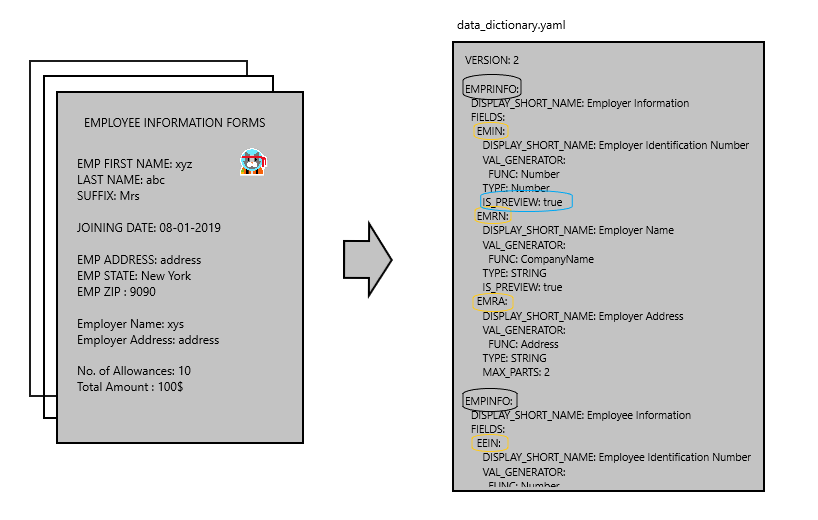 data_dictionary.yaml
EMPLOYEE INFORMATION FORMS
EMP FIRST NAME: xyz
LAST NAME: abc
SUFFIX: Mrs
JOINING DATE: 08-01-2019
EMP ADDRESS: address
EMP STATE: New York
EMP ZIP : 9090
Employer Name: xys
Employer Address: address
No. of Allowances: 10
Total Amount : 100$
VERSION: 2
EMPRINFO:
DISPLAY_SHORT_NAME: Employer Information
FIELDS:
EMIN:
DISPLAY_SHORT_NAME: Employer Identification Number
VAL_GENERATOR:
FUNC: Number
TYPE: Number
IS_PREVIEW: true
EMRN:
DISPLAY_SHORT_NAME: Employer Name
VAL_GENERATOR:
FUNC: CompanyName
TYPE: STRING
IS_PREVIEW: true
EMRA:
DISPLAY_SHORT_NAME: Employer Address
VAL_GENERATOR:
FUNC: Address
TYPE: STRING
MAX_PARTS: 2
EMPINFO:
DISPLAY_SHORT_NAME: Employee Information
FIELDS:
EEIN:
DISPLAY_SHORT_NAME: Employee Identification Number
VAL_GENERATOR:
FUNC: Number